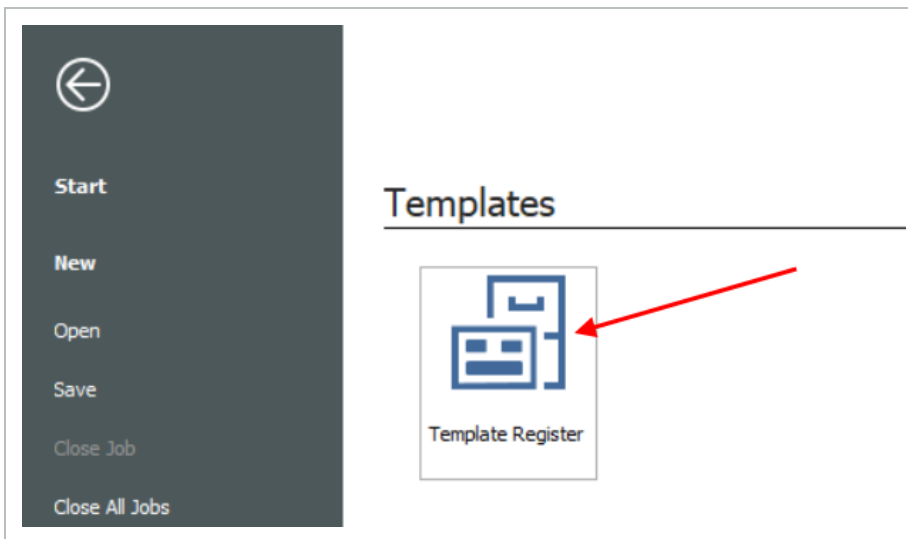 Start
New
Open
Save
Close Job
Close All Jobs
Templates
Template Register